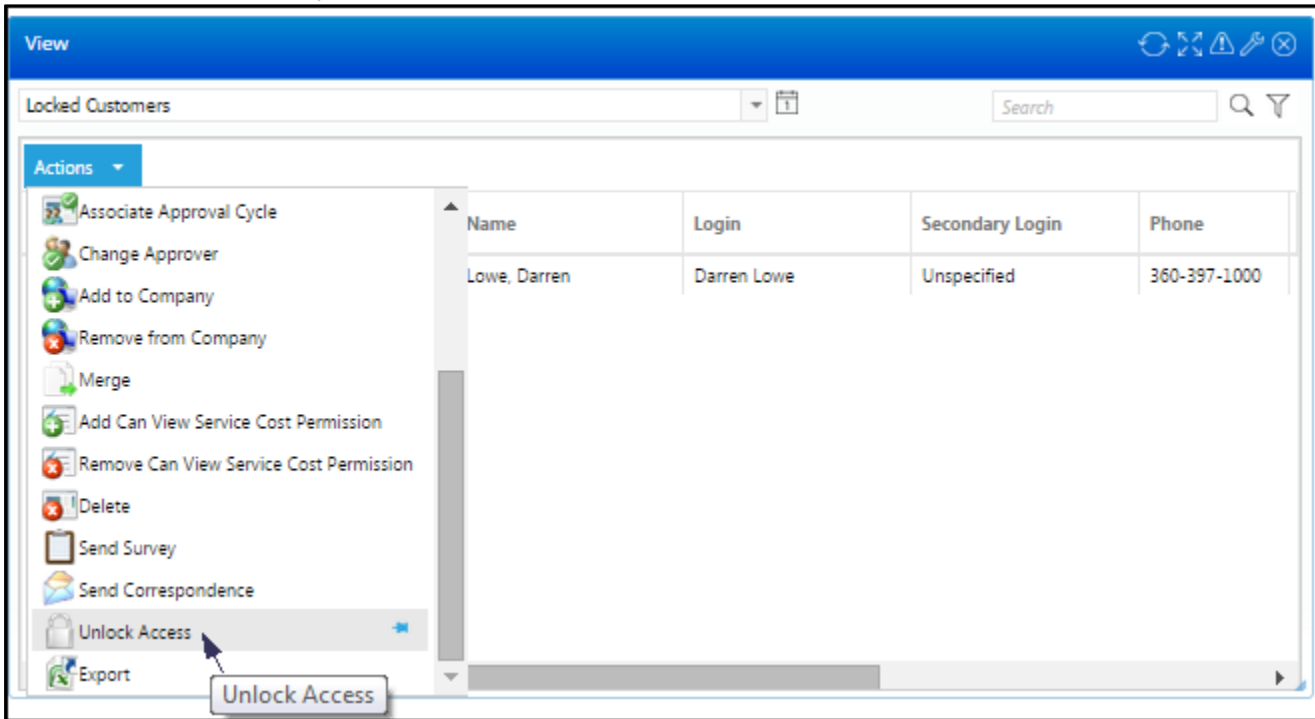 View
Locked Customers
1
Search
Actions
Associate Approval Cycle
Name Login Secondary Login Phone
Change Approver
Lowe, Darren Darren Lowe Unspecified 360-397-1000
Add to Company
Remove from Company
Merge
Add Can View Service Cost Permission
Remove Can View Service Cost Permission
Delete
Send Survey
Send Correspondence
Unlock Access
Export
Unlock Access